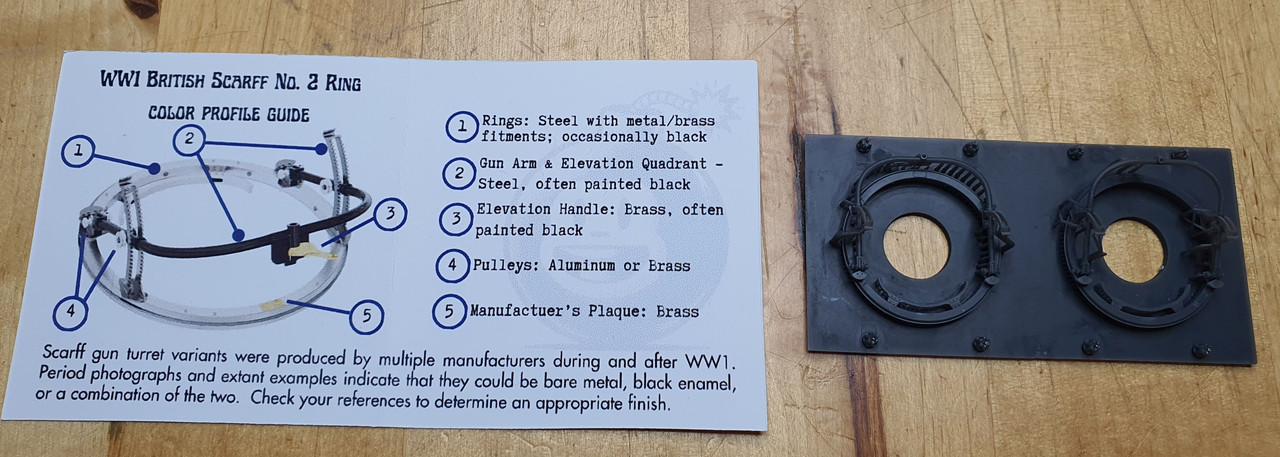 WW1 British Scarff No. 2 Ring
COLOR PROFILE GUIDE
1
2
3
4
5
1 Rings: Steel with metal/brass
fitments; occasionally black
2 Gun Arm & Elevation Quadrant -
Steel, often painted black
3 Elevation Handle: Brass, often
painted black
4 Pulleys: Aluminum or Brass
5 Manufactuer's Plaque: Brass
Scarff gun turret variants were produced by multiple manufacturers during and after WW1.
Period photographs and extant examples indicate that they could be bare metal, black enamel,
or a combination of the two. Check your references to determine an appropriate finish.